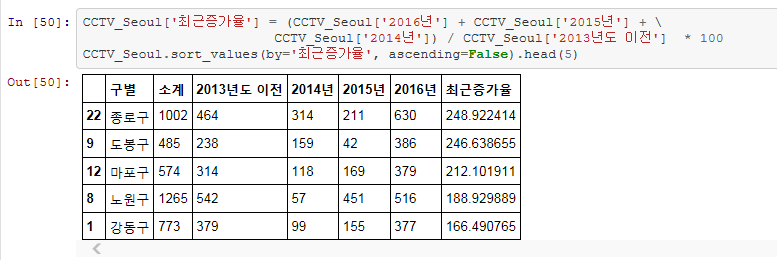 In [50]: CCTV_Seoul['최근증가율'] = (CCTV_Seoul['2016년'] + CCTV_Seoul['2015년'] + \
CCTV_Seoul['2014년']) / CCTV_Seoul['2013년도 이전']  * 100
CCTV_Seoul.sort_values(by='최근증가율', ascending=False).head(5)
Out[50]:
구별 소계 2013년도 이전 2014년 2015년 2016년 최근증가율
22 종로구 1002 464 314 211 630 248.922414
9 도봉구 485 238 159 42 386 246.638655
12 마포구 574 314 118 169 379 212.101911
8 노원구 1265 542 57 451 516 188.929889
1 강동구 773 379 99 155 377 166.490765